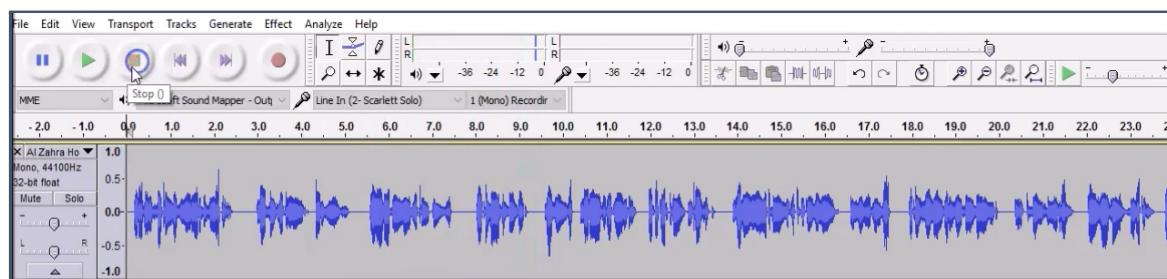 File Edit View Transport Tracks Generate Effect Analyze Help
L R -36 -24 -12 0 L R -36 -24 -12 0
MME Sound Mapper - Outp Line In (2- Scarlett Solo) 1 (Mono) Recordir
Stop ()
- 2.0 - 1.0 0.0 1.0 2.0 3.0 4.0 5.0 6.0 7.0 8.0 9.0 10.0 11.0 12.0 13.0 14.0 15.0 16.0 17.0 18.0 19.0 20.0 21.0 22.0 23.0
X Al Zahra Ho 1.0
Mono, 44100Hz
32-bit float 0.5-
Mute Solo
- + 0.0-
L R -0.5-
-1.0